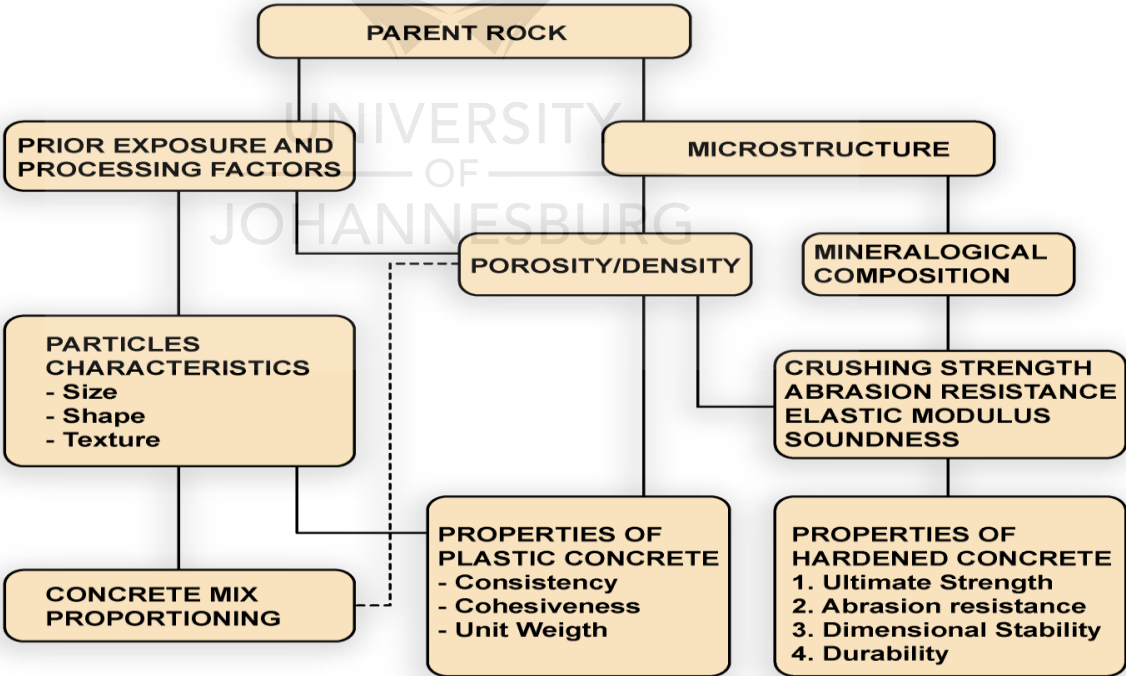 PARENT ROCK
UNIVERSITY
OF
JOHANNESBURG
PRIOR EXPOSURE AND
PROCESSING FACTORS
MICROSTRUCTURE
POROSITY/DENSITY
MINERALOGICAL
COMPOSITION
PARTICLES
CHARACTERISTICS
- Size
- Shape
- Texture
CRUSHING STRENGTH
ABRASION RESISTANCE
ELASTIC MODULUS
SOUNDNESS
CONCRETE MIX
PROPORTIONING
PROPERTIES OF
PLASTIC CONCRETE
- Consistency
- Cohesiveness
- Unit Weigth
PROPERTIES OF
HARDENED CONCRETE
1. Ultimate Strength
2. Abrasion resistance
3. Dimensional Stability
4. Durability